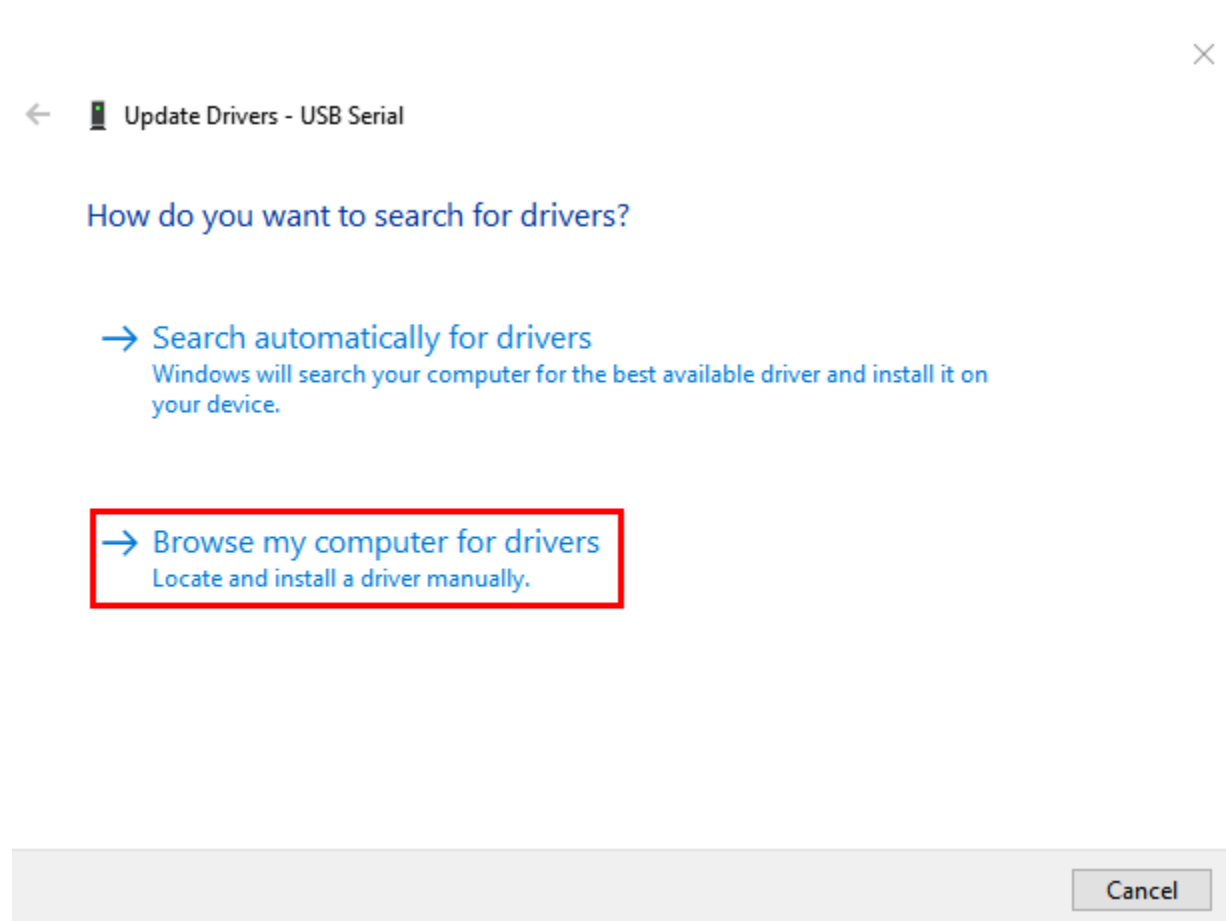 Update Drivers - USB Serial
How do you want to search for drivers?
Search automatically for drivers
Windows will search your computer for the best available driver and install it on
your device.
Browse my computer for drivers
Locate and install a driver manually.
Cancel